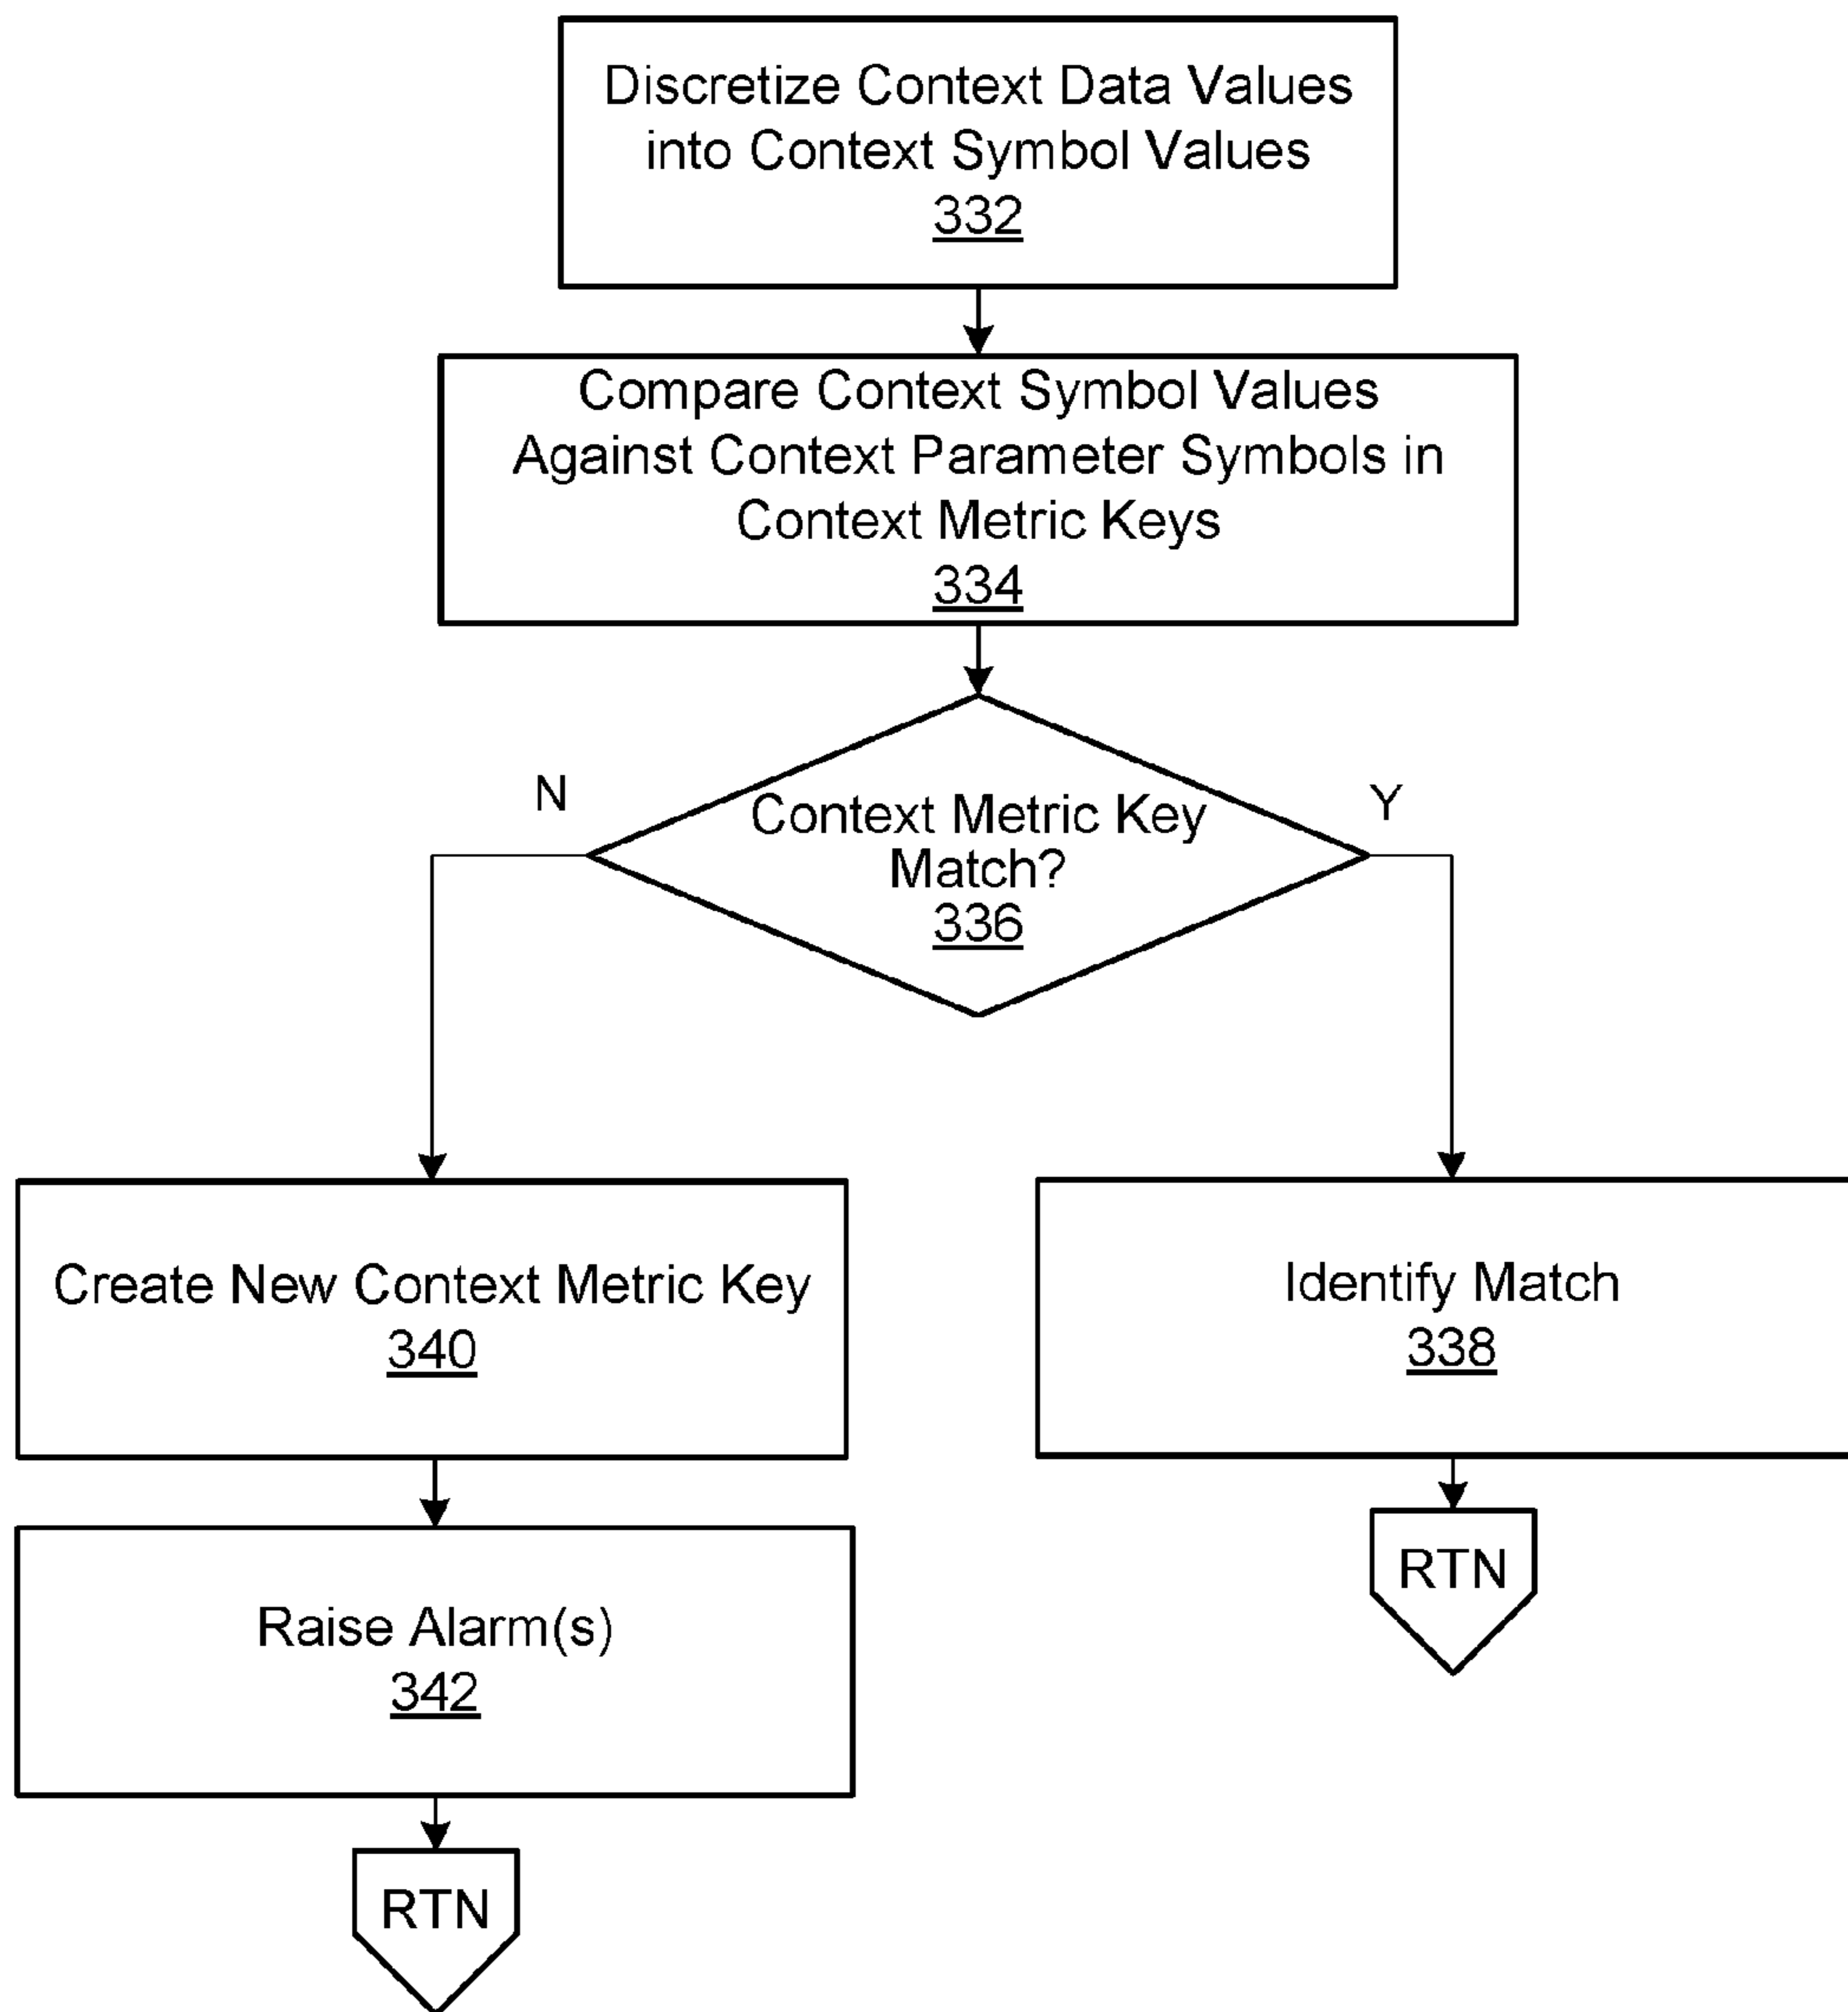 Discretize Context Data Values
into Context Symbol Values
332
Compare Context Symbol Values
Against Context Parameter Symbols in
Context Metric Keys
334
N
Y
Context Metric Key
Match?
336
Create New Context Metric Key
340
Identify Match
338
RTN
Raise Alarm(s)
342
RTN